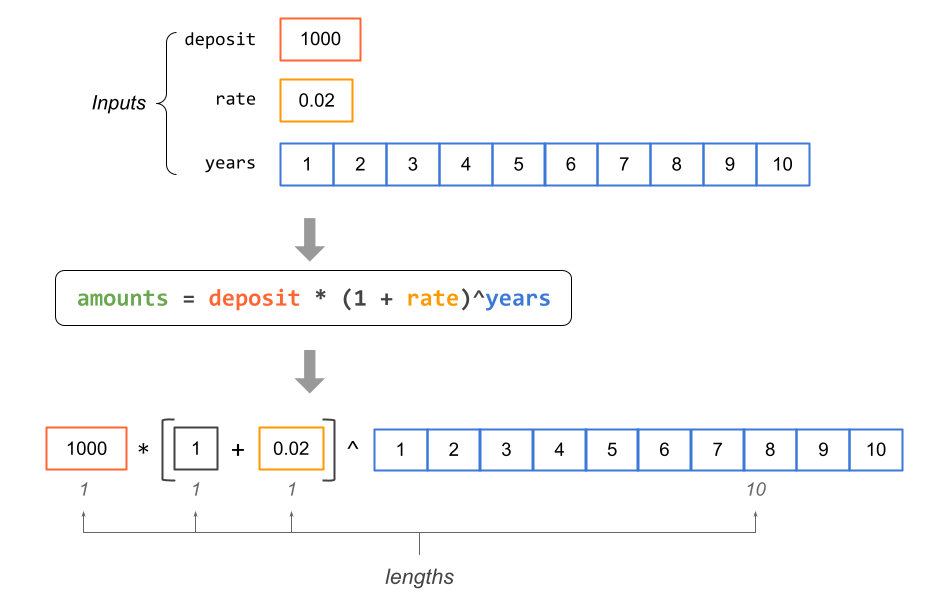 deposit 1000
Inputs
rate 0.02
years 1 2 3 4 5 6 7 8 9 10
amounts = deposit * (1 + rate)^years
1000 * [ 1 + 0.02 ] ^ 1 2 3 4 5 6 7 8 9 10
1 1 1 10
lengths